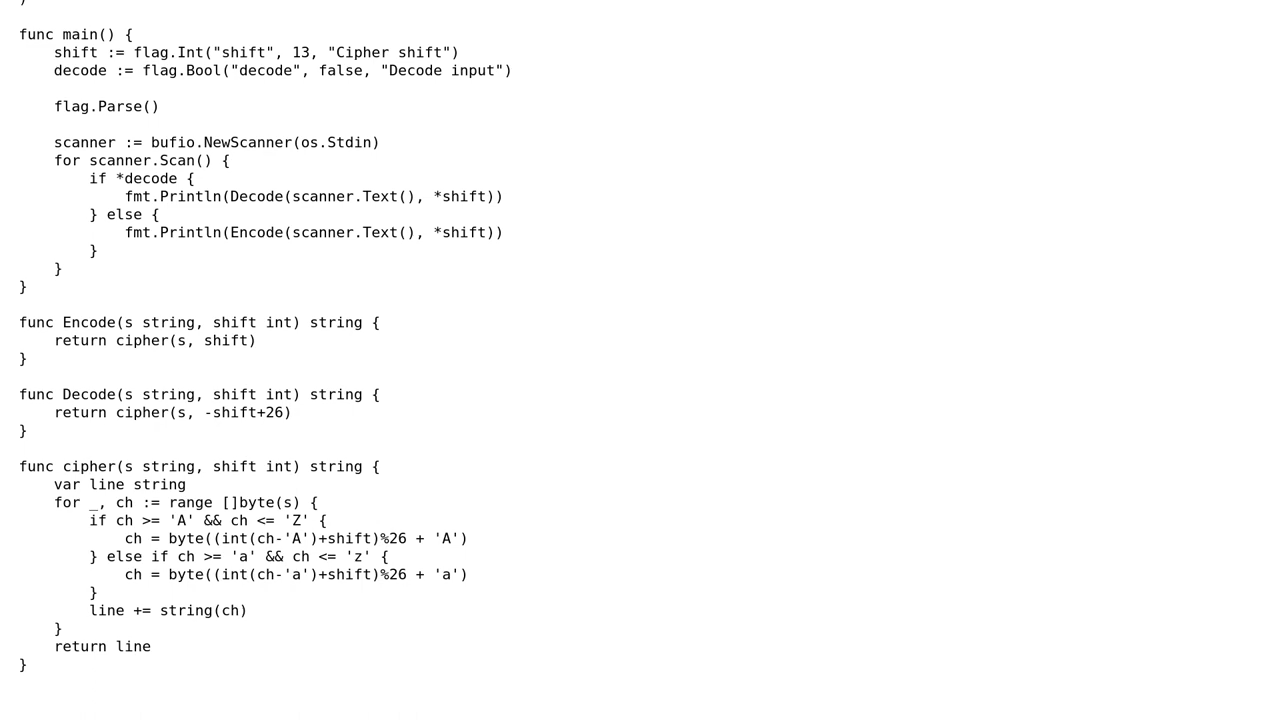 )
func main() {
    shift := flag.Int("shift", 13, "Cipher shift")
    decode := flag.Bool("decode", false, "Decode input")

    flag.Parse()

    scanner := bufio.NewScanner(os.Stdin)
    for scanner.Scan() {
        if *decode {
            fmt.Println(Decode(scanner.Text(), *shift))
        } else {
            fmt.Println(Encode(scanner.Text(), *shift))
        }
    }
}

func Encode(s string, shift int) string {
    return cipher(s, shift)
}

func Decode(s string, shift int) string {
    return cipher(s, -shift+26)
}

func cipher(s string, shift int) string {
    var line string
    for _, ch := range []byte(s) {
        if ch >= 'A' && ch <= 'Z' {
            ch = byte((int(ch-'A')+shift)%26 + 'A')
        } else if ch >= 'a' && ch <= 'z' {
            ch = byte((int(ch-'a')+shift)%26 + 'a')
        }
        line += string(ch)
    }
    return line
}